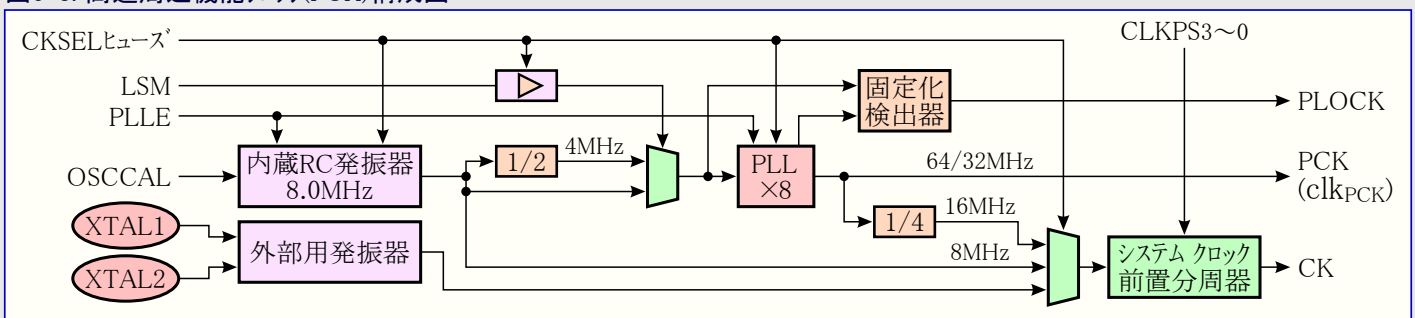 CKSELヒューズ
CLKPS3～0
LSM
PLLE
固定化
検出器
PLOCK
OSCCAL
内蔵RC発振器
8.0MHz
1/2
4MHz
PLL
×8
64/32MHz
PCK
(clkPCK)
XTAL1
XTAL2
外部用発振器
1/4
16MHz
8MHz
システム クロック
前置分周器
CK